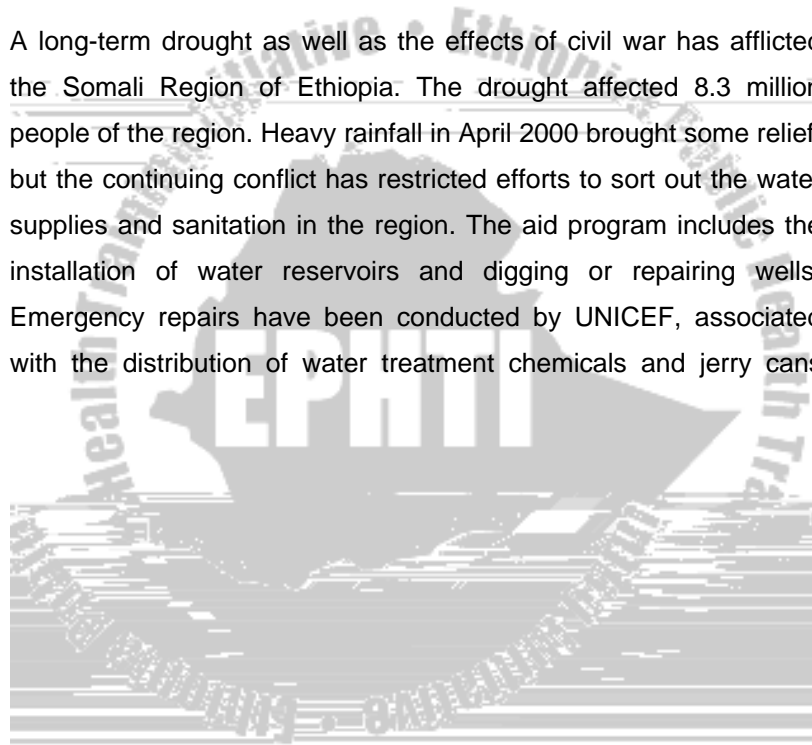 A long-term drought as well as the effects of civil war has afflicted
the Somali Region of Ethiopia. The drought affected 8.3 million
people of the region. Heavy rainfall in April 2000 brought some relief
but the continuing conflict has restricted efforts to sort out the water
supplies and sanitation in the region. The aid program includes the
installation of water reservoirs and digging or repairing wells.
Emergency repairs have been conducted by UNICEF, associated
with the distribution of water treatment chemicals and jerry cans
EPHTI